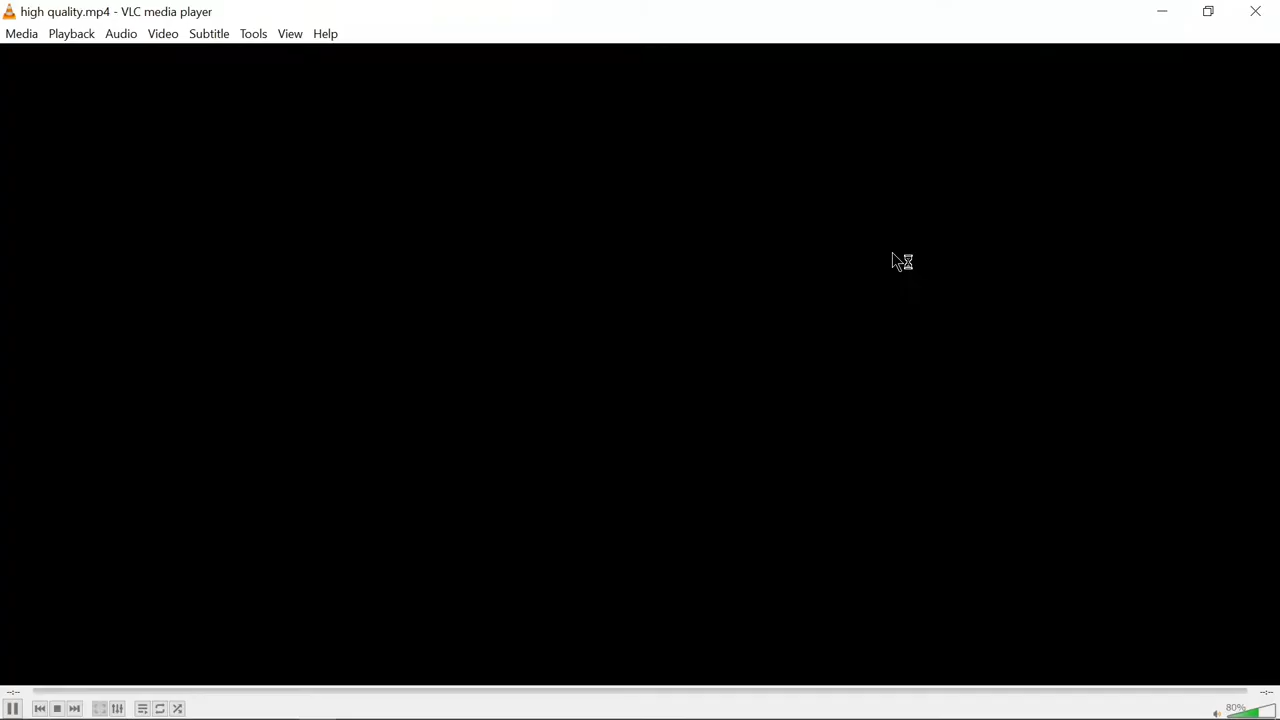 high quality.mp4 - VLC media player
Media Playback Audio Video Subtitle Tools View Help
--:-- --:--
80%